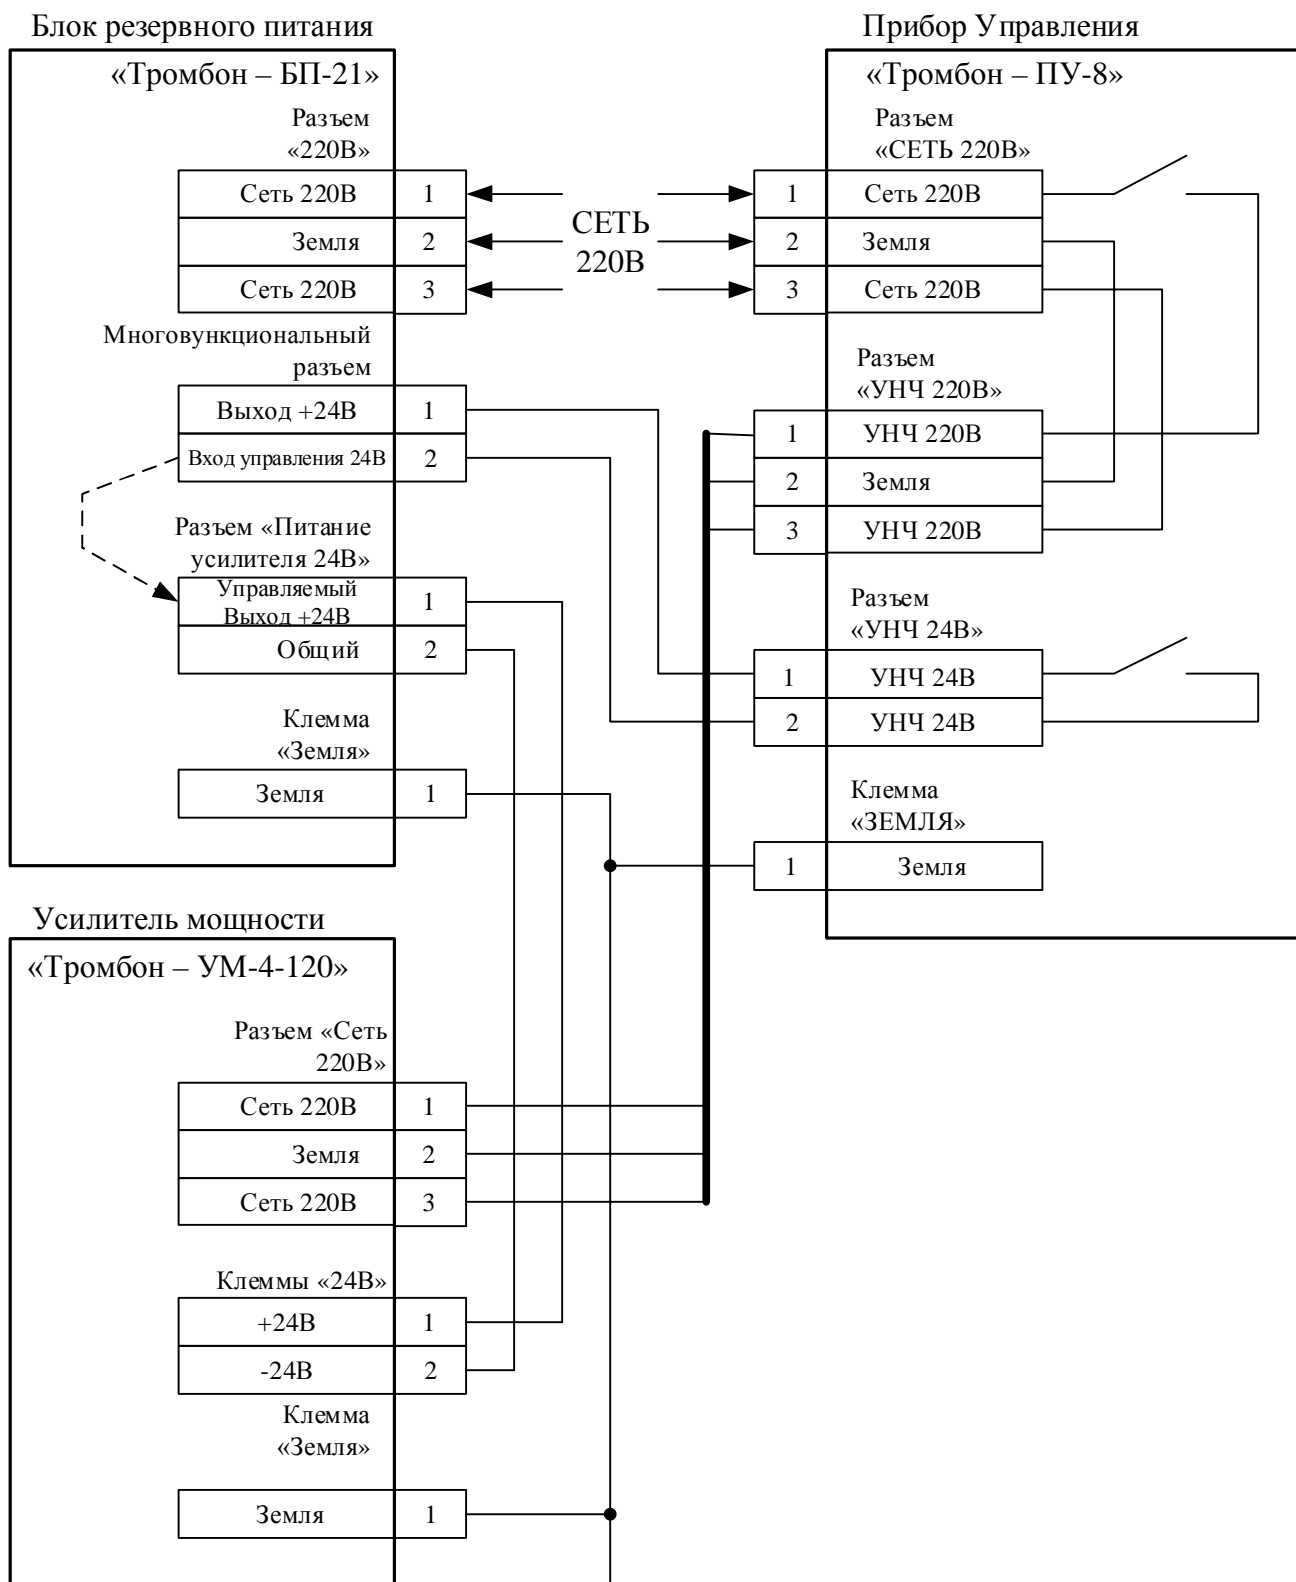 Блок резервного питания
«Тромбон – БП-21»
Разъем
«220В»
Сеть 220В 1
Земля 2
Сеть 220В 3
Многовункциональный
разъем
Выход +24В 1
Вход управления 24В 2
Разъем «Питание
усилителя 24В»
Управляемый
Выход +24В 1
Общий 2
Клемма
«Земля»
Земля 1
СЕТЬ
220В
Прибор Управления
«Тромбон – ПУ-8»
Разъем
«СЕТЬ 220В»
1 Сеть 220В
2 Земля
3 Сеть 220В
Разъем
«УНЧ 220В»
1 УНЧ 220В
2 Земля
3 УНЧ 220В
Разъем
«УНЧ 24В»
1 УНЧ 24В
2 УНЧ 24В
Клемма
«ЗЕМЛЯ»
1 Земля
Усилитель мощности
«Тромбон – УМ-4-120»
Разъем «Сеть
220В»
Сеть 220В 1
Земля 2
Сеть 220В 3
Клеммы «24В»
+24В 1
-24В 2
Клемма
«Земля»
Земля 1